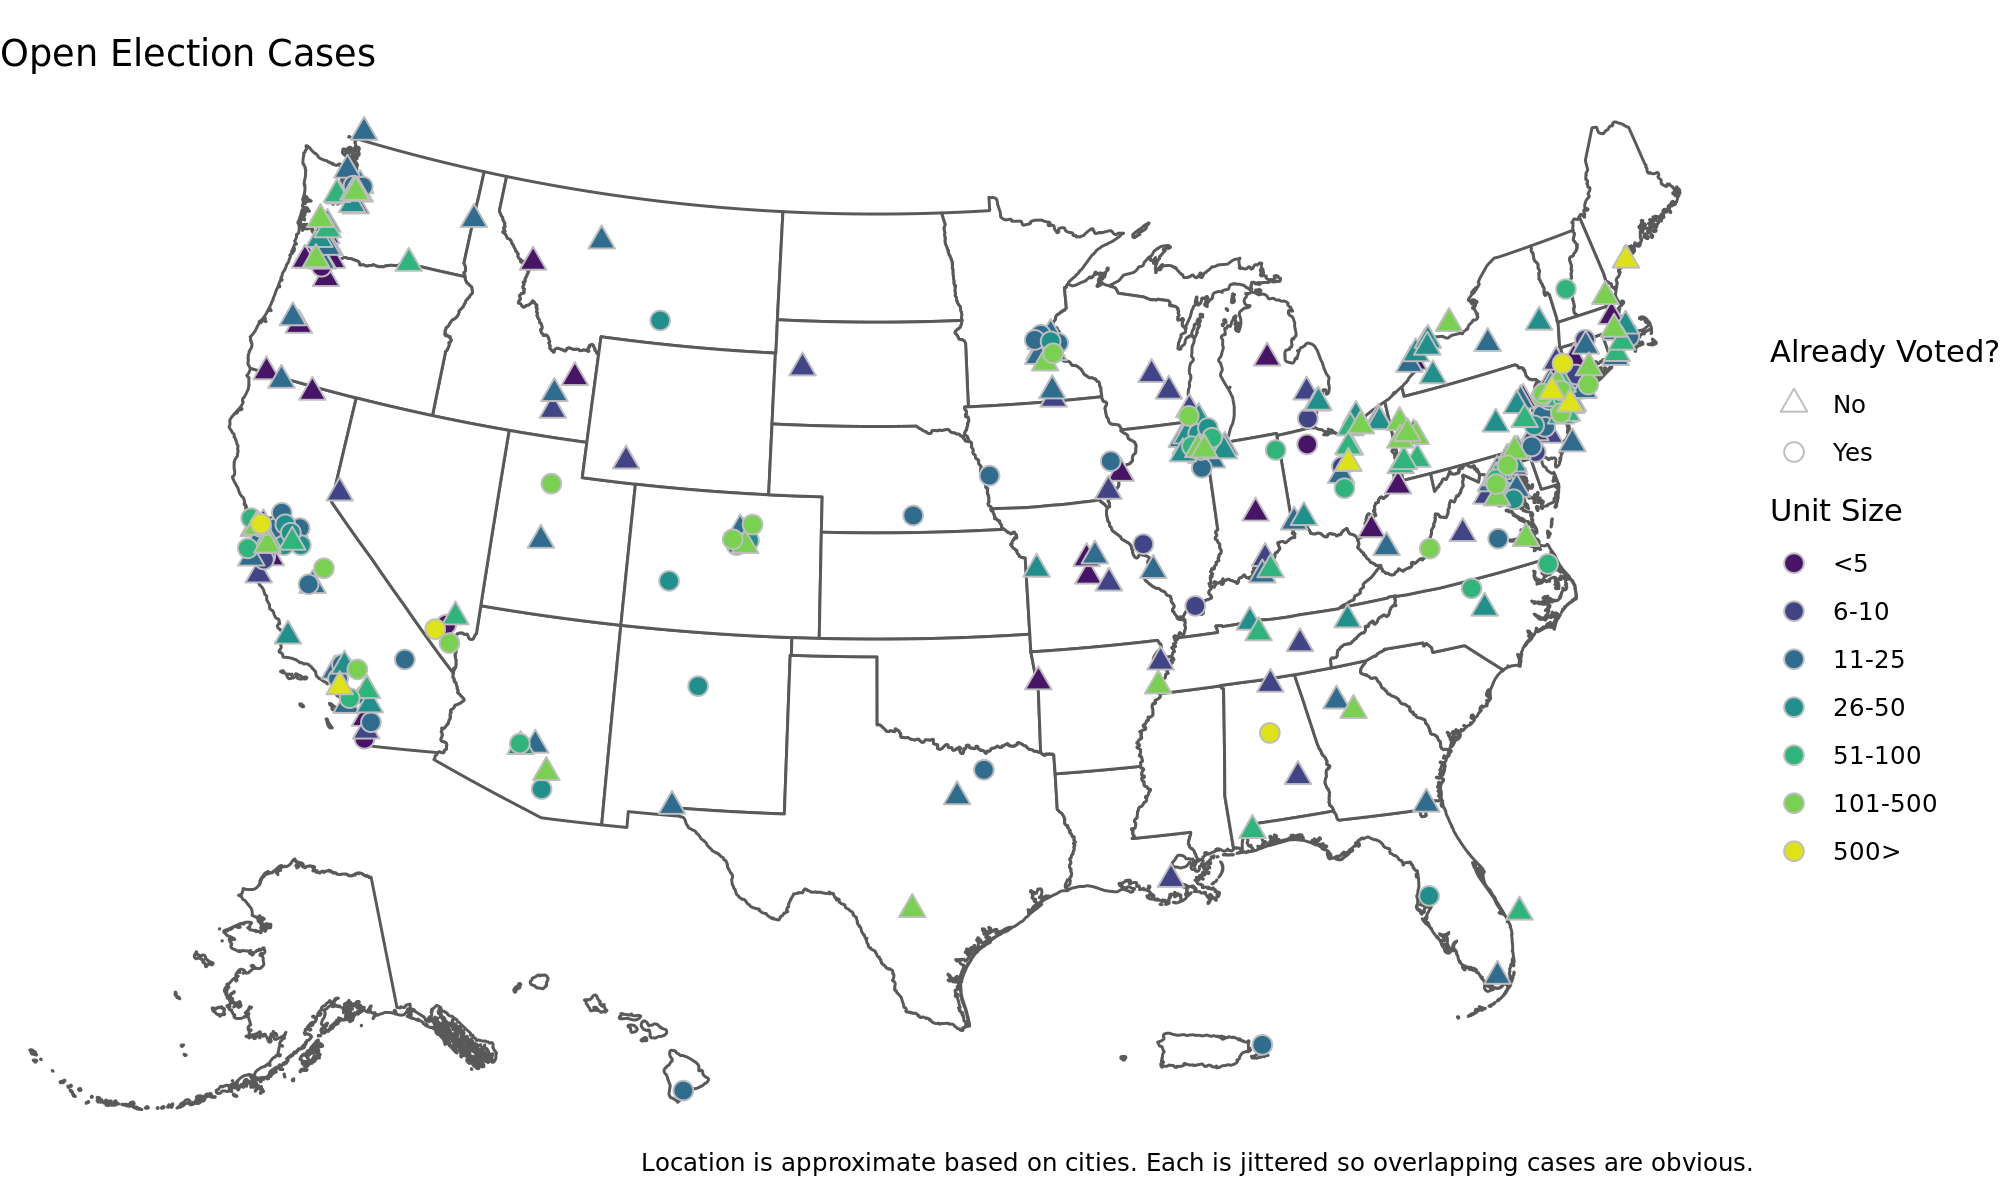 Open Election Cases
Already Voted?
No
Yes
Unit Size
<5
6-10
11-25
26-50
51-100
101-500
500>
Location is approximate based on cities. Each is jittered so overlapping cases are obvious.